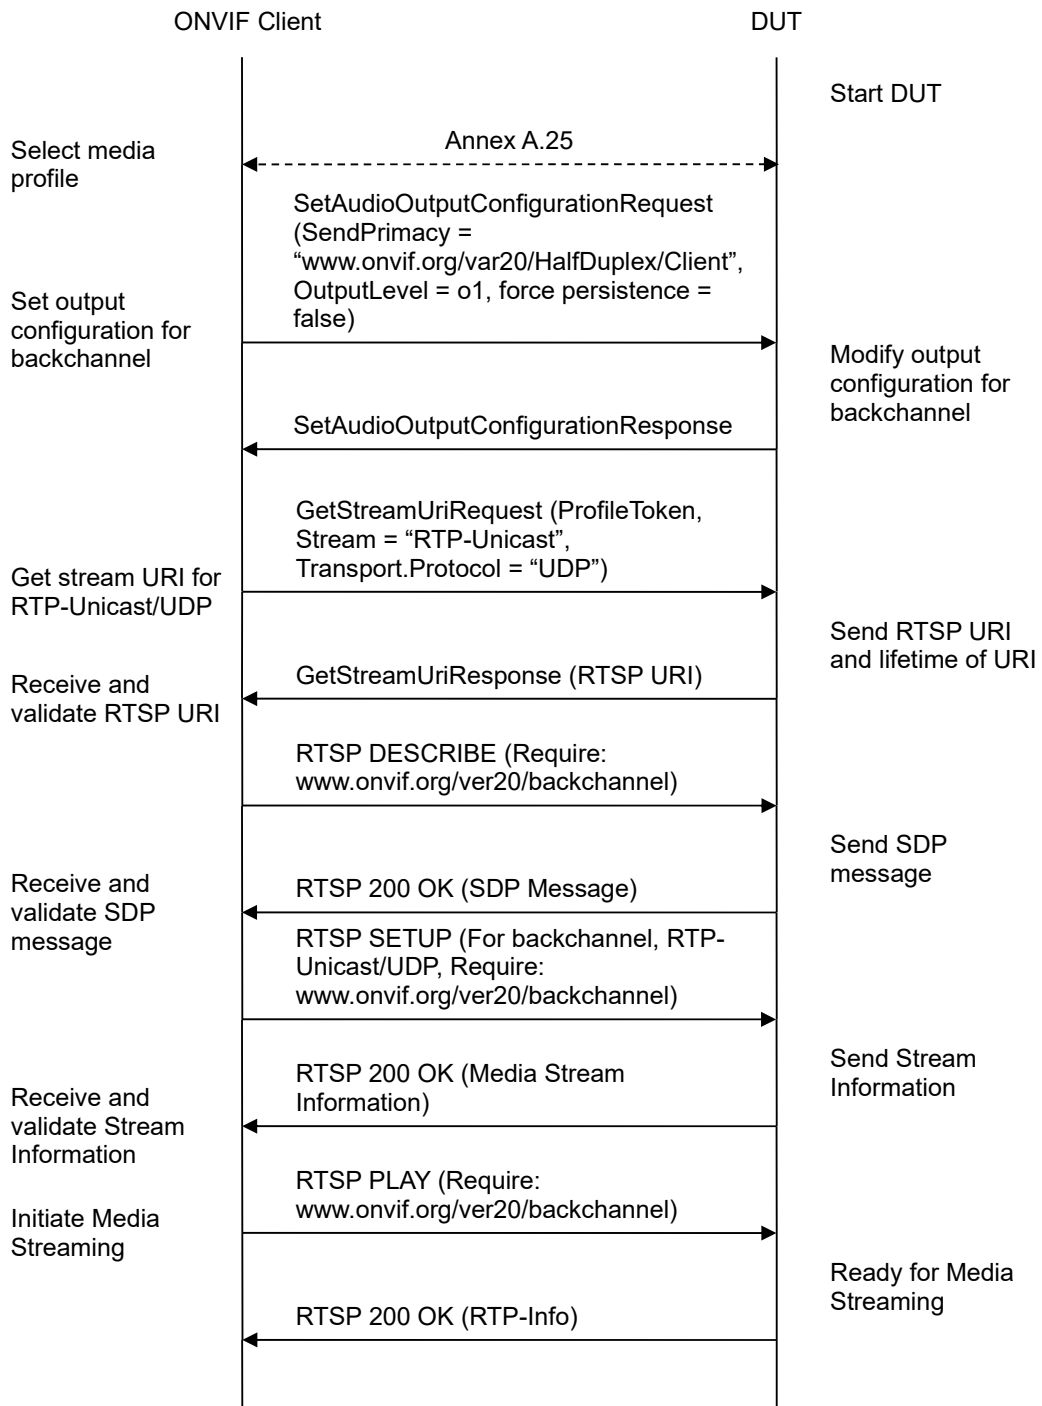 ONVIF Client
DUT
Start DUT
Annex A.25
Select media
profile
SetAudioOutputConfigurationRequest
(SendPrimacy =
“www.onvif.org/var20/HalfDuplex/Client”,
OutputLevel = o1, force persistence =
false)
Set output
configuration for
backchannel
Modify output
configuration for
backchannel
SetAudioOutputConfigurationResponse
GetStreamUriRequest (ProfileToken,
Stream = “RTP-Unicast”,
Transport.Protocol = “UDP”)
Get stream URI for
RTP-Unicast/UDP
Send RTSP URI
and lifetime of URI
GetStreamUriResponse (RTSP URI)
Receive and
validate RTSP URI
RTSP DESCRIBE (Require:
www.onvif.org/ver20/backchannel)
Send SDP
message
RTSP 200 OK (SDP Message)
Receive and
validate SDP
message
RTSP SETUP (For backchannel, RTP-
Unicast/UDP, Require:
www.onvif.org/ver20/backchannel)
Send Stream
Information
RTSP 200 OK (Media Stream
Information)
Receive and
validate Stream
Information
RTSP PLAY (Require:
www.onvif.org/ver20/backchannel)
Initiate Media
Streaming
Ready for Media
Streaming
RTSP 200 OK (RTP-Info)